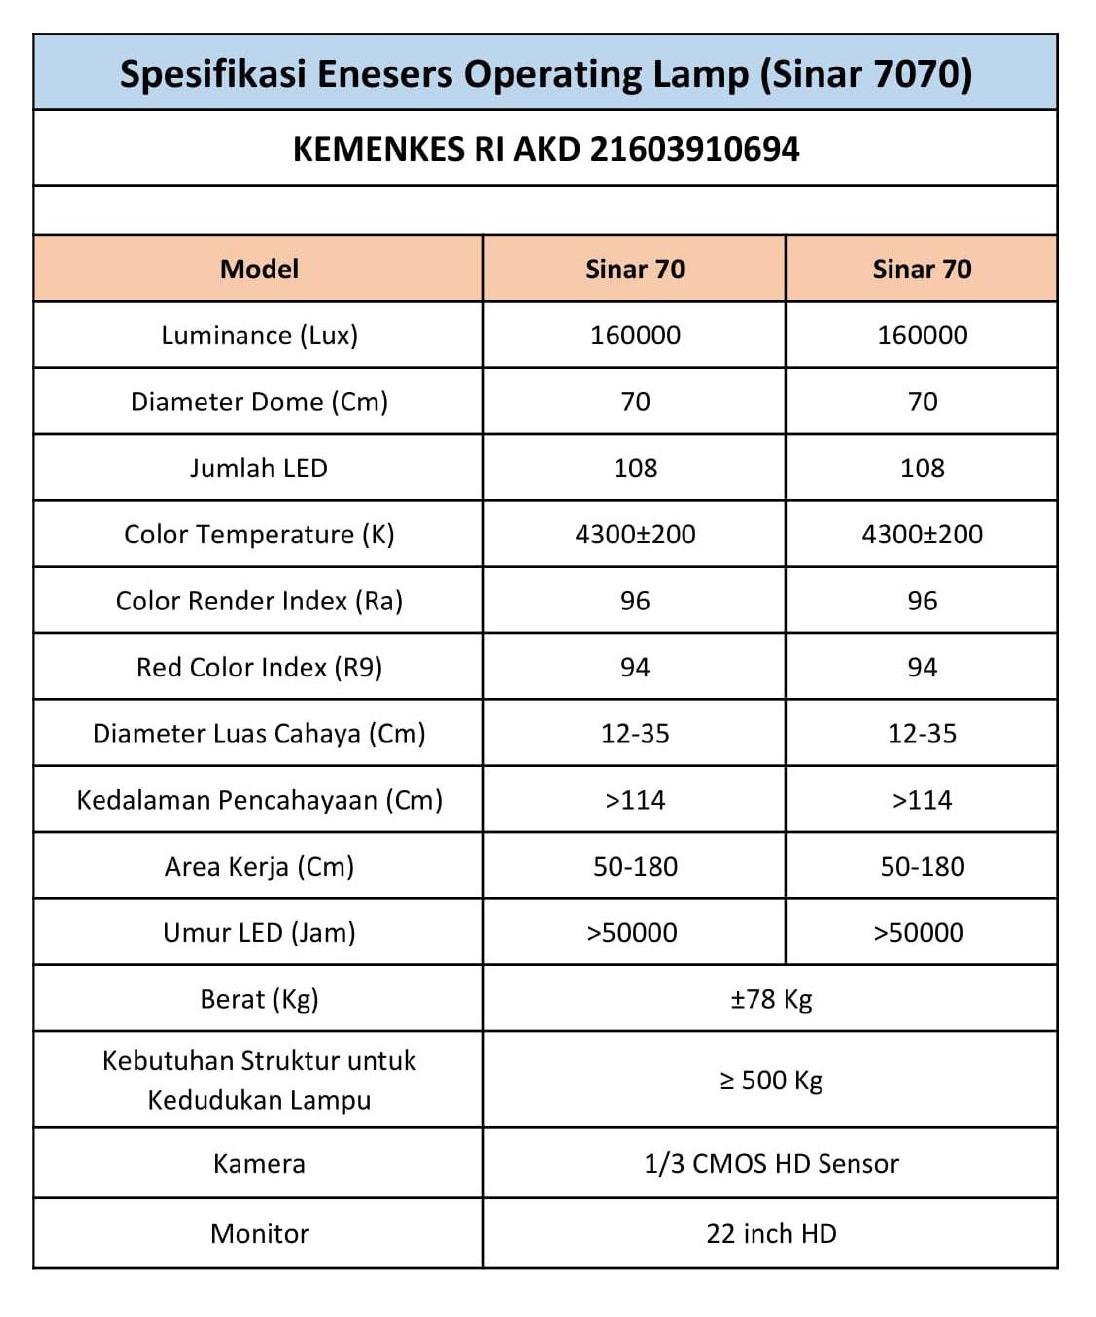 Spesifikasi Enesers Operating Lamp (Sinar 7070)
KEMENKES RI AKD 21603910694
Model Sinar 70 Sinar 70
Luminance (Lux) 160000 160000
Diameter Dome (Cm) 70 70
Jumlah LED 108 108
Color Temperature (K) 4300±200 4300±200
Color Render Index (Ra) 96 96
Red Color Index (R9) 94 94
Diameter Luas Cahaya (Cm) 12-35 12-35
Kedalaman Pencahayaan (Cm) >114 >114
Area Kerja (Cm) 50-180 50-180
Umur LED (Jam) >50000 >50000
Berat (Kg) ±78 Kg
Kebutuhan Struktur untuk
Kedudukan Lampu ≥ 500 Kg
Kamera 1/3 CMOS HD Sensor
Monitor 22 inch HD